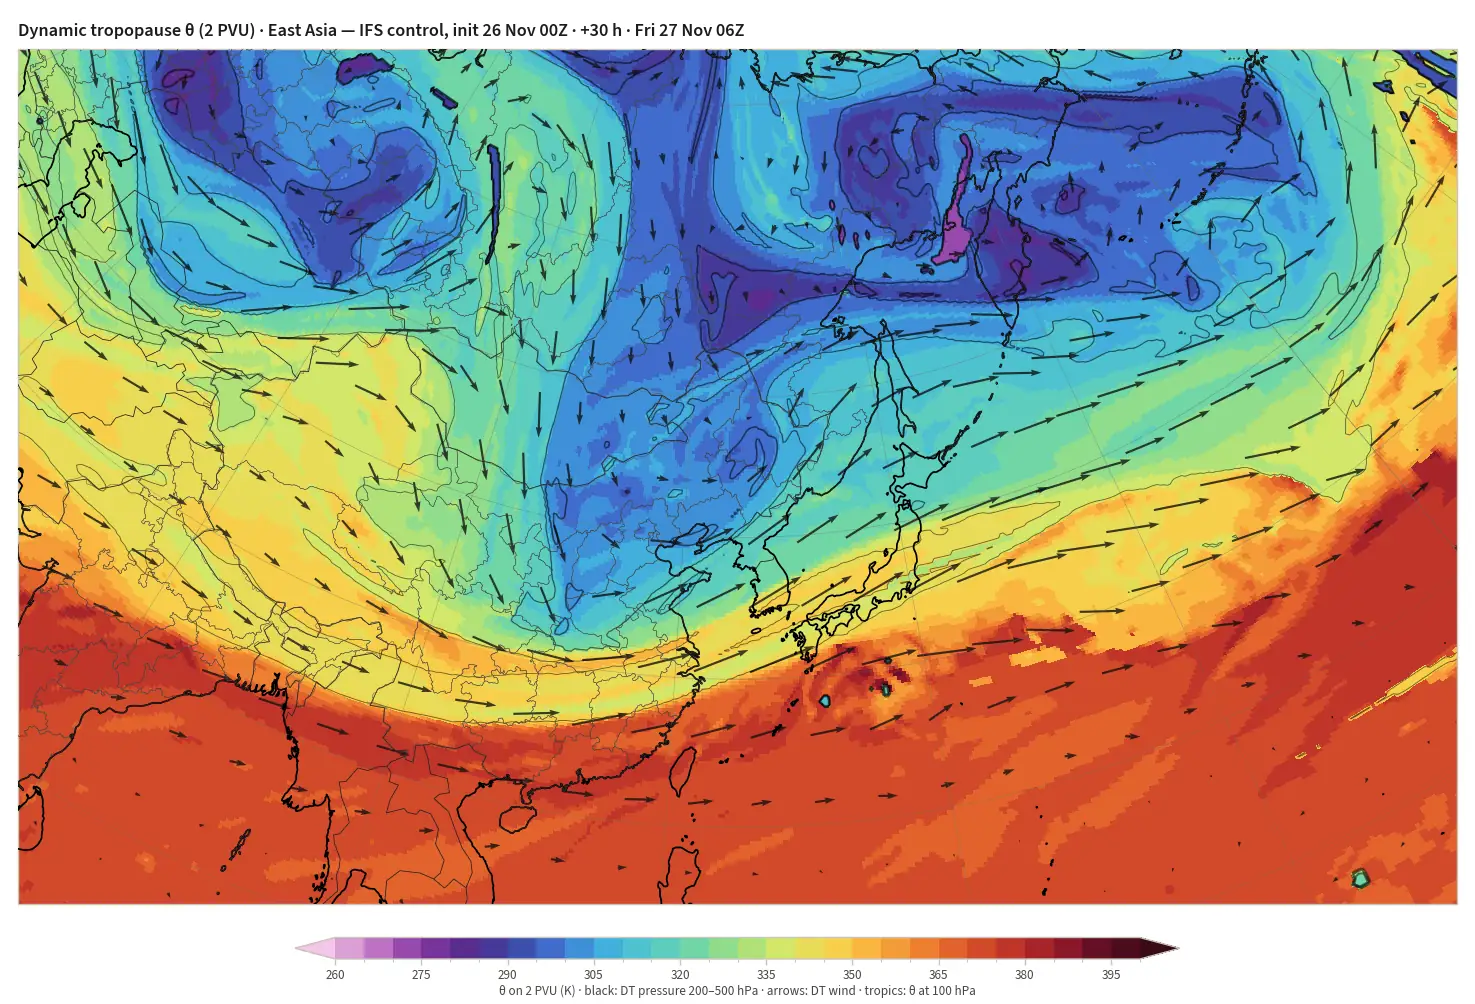 Dynamic tropopause θ (2 PVU) · East Asia — IFS control, init 26 Nov 00Z · +30 h · Fri 27 Nov 06Z
260 275 290 305 320 335 350 365 380 395
θ on 2 PVU (K) · black: DT pressure 200–500 hPa · arrows: DT wind · tropics: θ at 100 hPa